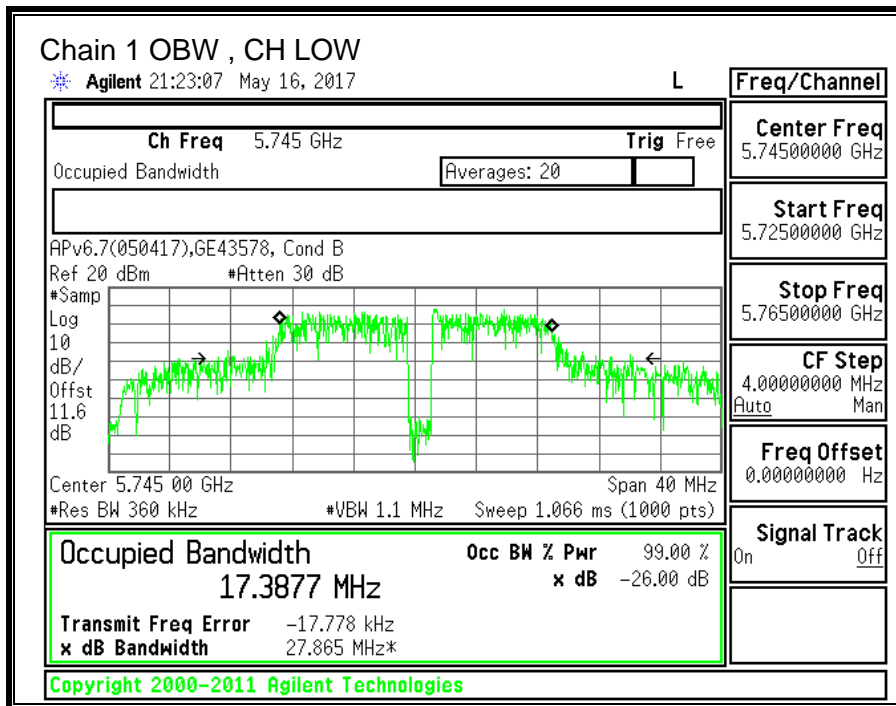 Chain 1 OBW , CH LOW
Agilent 21:23:07 May 16, 2017 L
Freq/Channel
Ch Freq 5.745 GHz Trig Free
Occupied Bandwidth Averages: 20
APv6.7(050417),GE43578, Cond B
Ref 20 dBm #Atten 30 dB
#Samp
Log
10
dB/
Offst
11.6
dB
Center 5.745 00 GHz Span 40 MHz
#Res BW 360 kHz #VBW 1.1 MHz Sweep 1.066 ms (1000 pts)
Occupied Bandwidth Occ BW % Pwr 99.00 %
17.3877 MHz x dB -26.00 dB
Transmit Freq Error -17.778 kHz
x dB Bandwidth 27.865 MHz*
Copyright 2000-2011 Agilent Technologies
Center Freq
5.74500000 GHz
Start Freq
5.72500000 GHz
Stop Freq
5.76500000 GHz
CF Step
4.00000000 MHz
Auto Man
Freq Offset
0.00000000 Hz
Signal Track
On Off